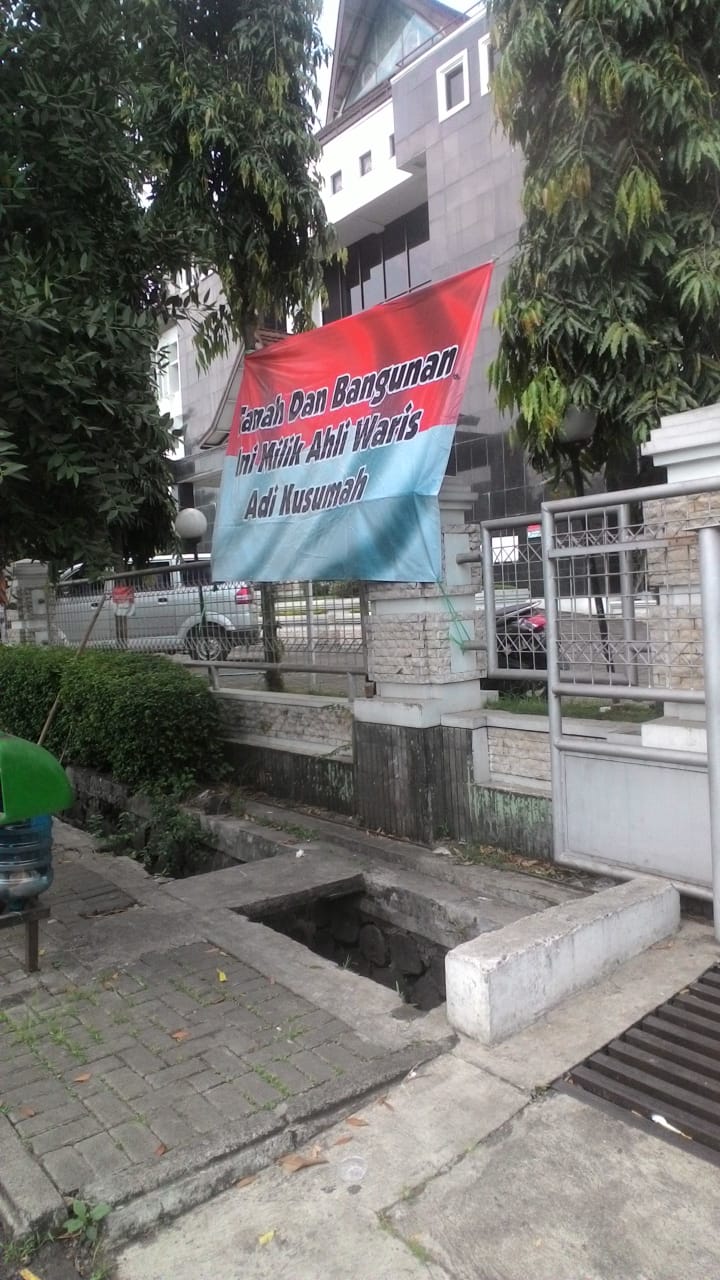 Tanah Dan Bangunan
Ini Milik Ahli Waris
Adi Kusumah